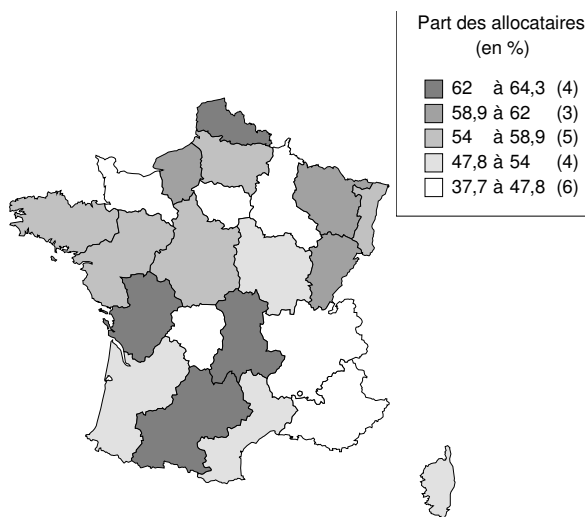 Part des allocataires
(en %)
62 à 64,3 (4)
58,9 à 62 (3)
54 à 58,9 (5)
47,8 à 54 (4)
37,7 à 47,8 (6)